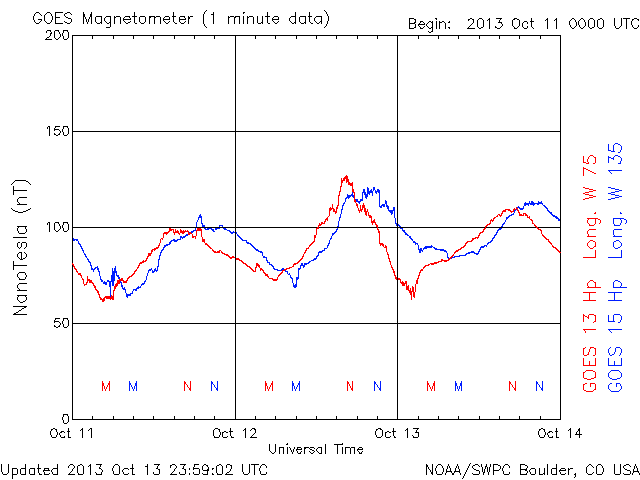 GOES Magnetometer (1 minute data)
Begin: 2013 Oct 11 0000 UTC
200
150
100
50
0
NanoTesla (nT)
M M N N M M N N M M N N
Oct 11 Oct 12 Oct 13 Oct 14
Universal Time
GOES 13 Hp Long. W 75
GOES 15 Hp Long. W 135
Updated 2013 Oct 13 23:59:02 UTC
NOAA/SWPC Boulder, CO USA